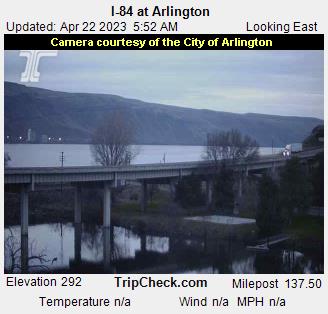 I-84 at Arlington
Updated: Apr 22 2023 5:52 AM Looking East
Camera courtesy of the City of Arlington
Elevation 292 TripCheck.com Milepost 137.50
Temperature n/a Wind n/a MPH n/a